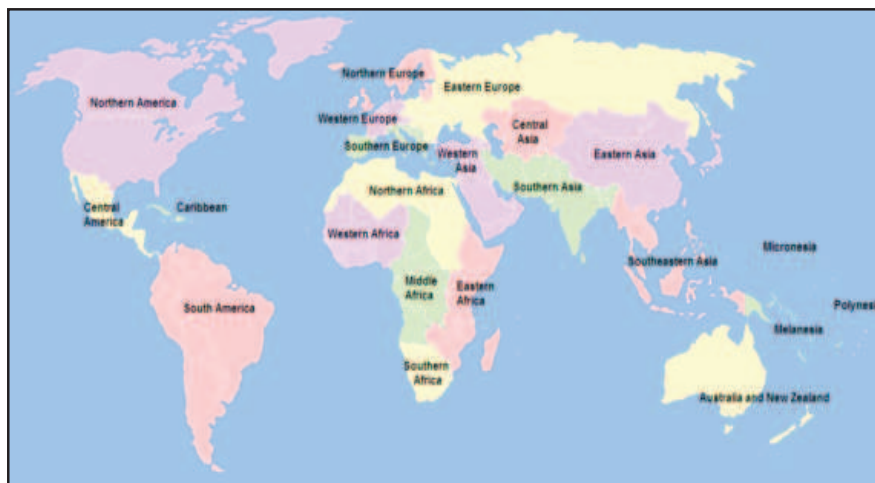 Northern Europe
Eastern Europe
Northern America
Western Europe
Central
Asia
Southern Europe
Western
Asia
Eastern Asia
Southern Asia
Northern Africa
Central
America
Caribbean
Western Africa
Micronesia
Southeastern Asia
Middle
Africa
Eastern
Africa
South America
Polynesi
Melanesia
Southern
Africa
Australia and New Zealand